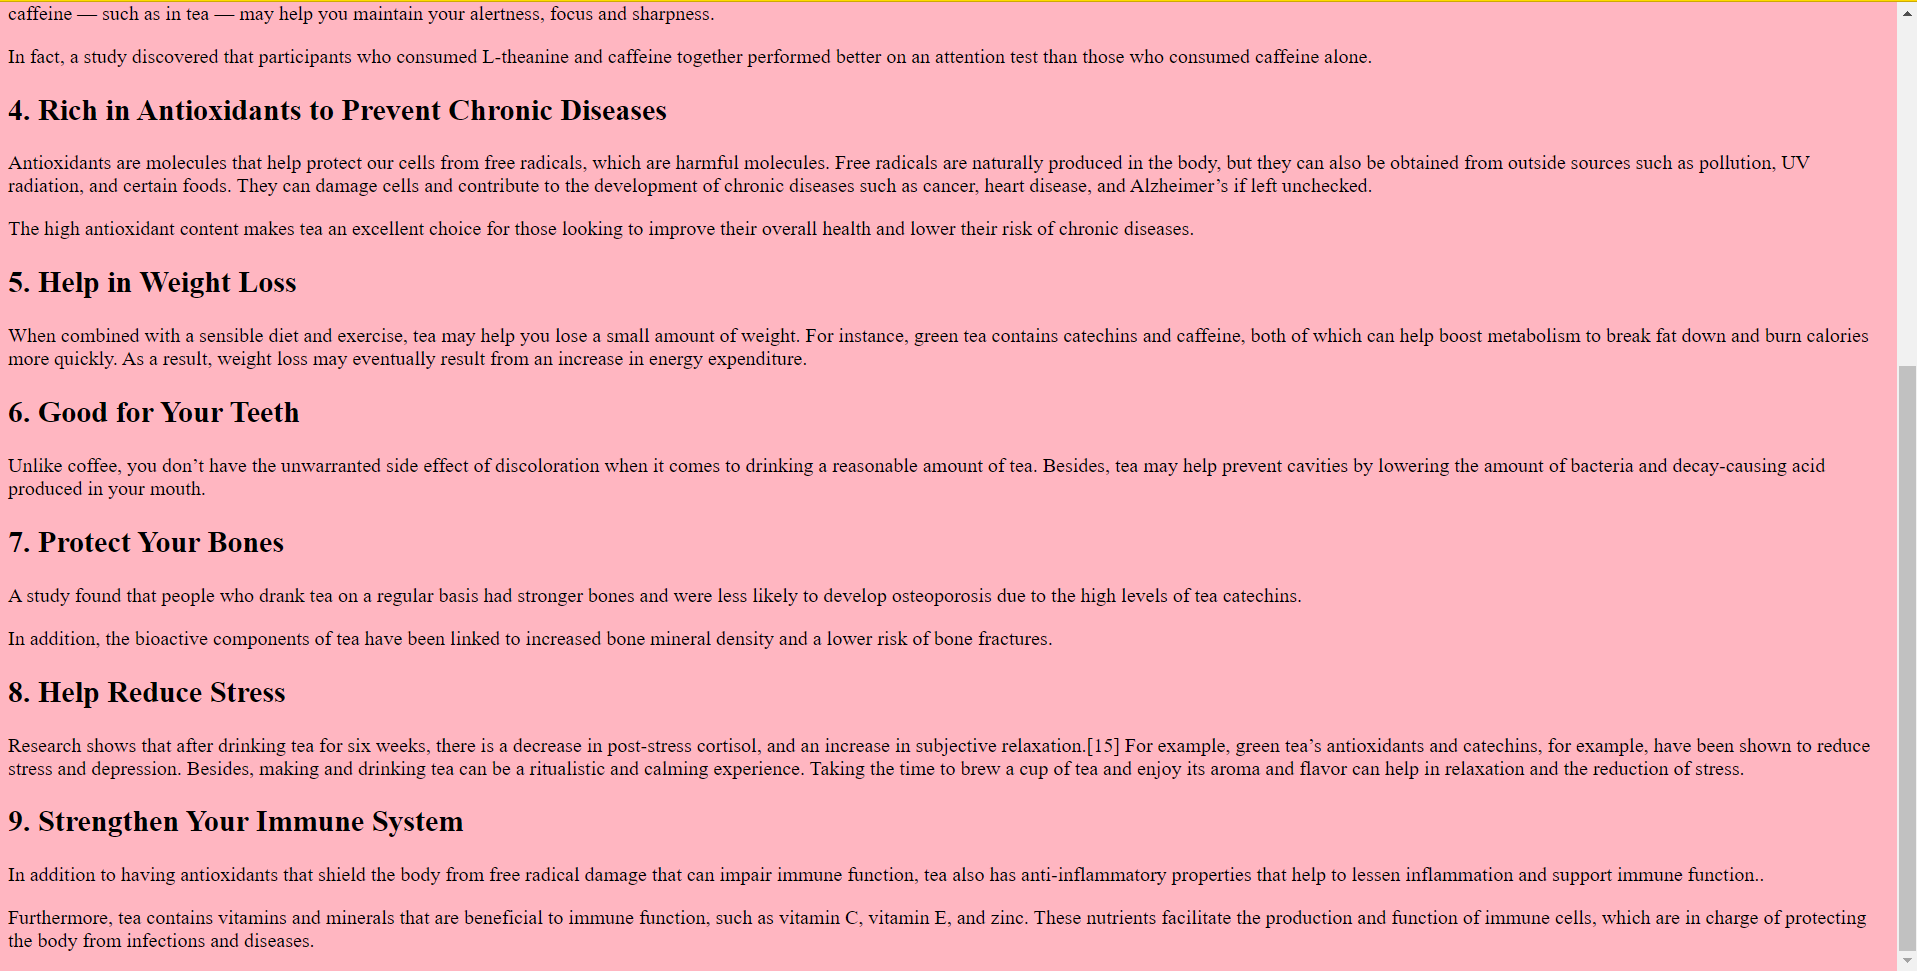 caffeine — such as in tea — may help you maintain your alertness, focus and sharpness.
In fact, a study discovered that participants who consumed L-theanine and caffeine together performed better on an attention test than those who consumed caffeine alone.
4. Rich in Antioxidants to Prevent Chronic Diseases
Antioxidants are molecules that help protect our cells from free radicals, which are harmful molecules. Free radicals are naturally produced in the body, but they can also be obtained from outside sources such as pollution, UV
radiation, and certain foods. They can damage cells and contribute to the development of chronic diseases such as cancer, heart disease, and Alzheimer’s if left unchecked.
The high antioxidant content makes tea an excellent choice for those looking to improve their overall health and lower their risk of chronic diseases.
5. Help in Weight Loss
When combined with a sensible diet and exercise, tea may help you lose a small amount of weight. For instance, green tea contains catechins and caffeine, both of which can help boost metabolism to break fat down and burn calories
more quickly. As a result, weight loss may eventually result from an increase in energy expenditure.
6. Good for Your Teeth
Unlike coffee, you don’t have the unwarranted side effect of discoloration when it comes to drinking a reasonable amount of tea. Besides, tea may help prevent cavities by lowering the amount of bacteria and decay-causing acid
produced in your mouth.
7. Protect Your Bones
A study found that people who drank tea on a regular basis had stronger bones and were less likely to develop osteoporosis due to the high levels of tea catechins.
In addition, the bioactive components of tea have been linked to increased bone mineral density and a lower risk of bone fractures.
8. Help Reduce Stress
Research shows that after drinking tea for six weeks, there is a decrease in post-stress cortisol, and an increase in subjective relaxation.[15] For example, green tea’s antioxidants and catechins, for example, have been shown to reduce
stress and depression. Besides, making and drinking tea can be a ritualistic and calming experience. Taking the time to brew a cup of tea and enjoy its aroma and flavor can help in relaxation and the reduction of stress.
9. Strengthen Your Immune System
In addition to having antioxidants that shield the body from free radical damage that can impair immune function, tea also has anti-inflammatory properties that help to lessen inflammation and support immune function..
Furthermore, tea contains vitamins and minerals that are beneficial to immune function, such as vitamin C, vitamin E, and zinc. These nutrients facilitate the production and function of immune cells, which are in charge of protecting
the body from infections and diseases.